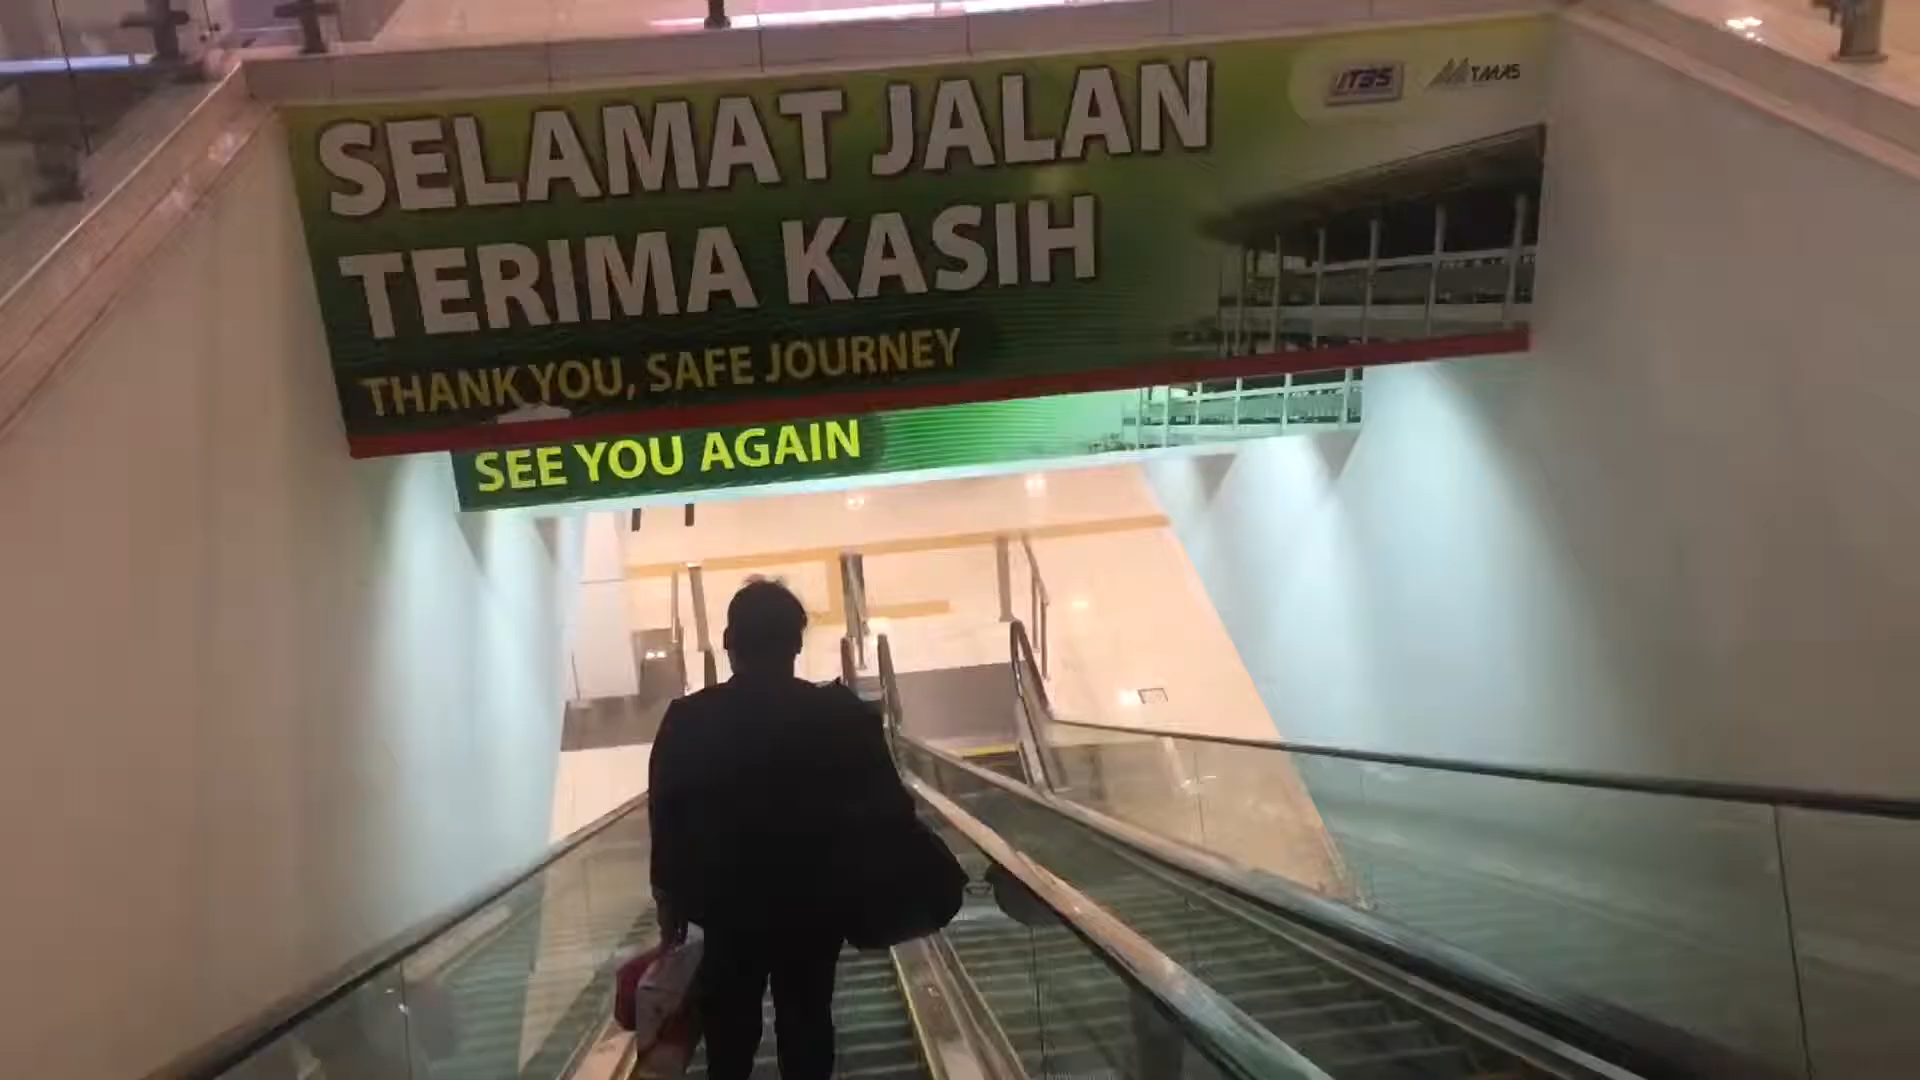 SELAMAT JALAN
TERIMA KASIH
THANK YOU, SAFE JOURNEY
SEE YOU AGAIN
TBS
TMAS